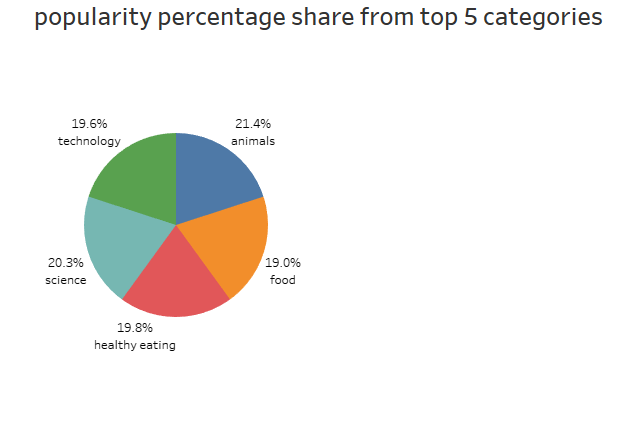 popularity percentage share from top 5 categories
19.6%
technology
21.4%
animals
20.3%
science
19.0%
food
19.8%
healthy eating